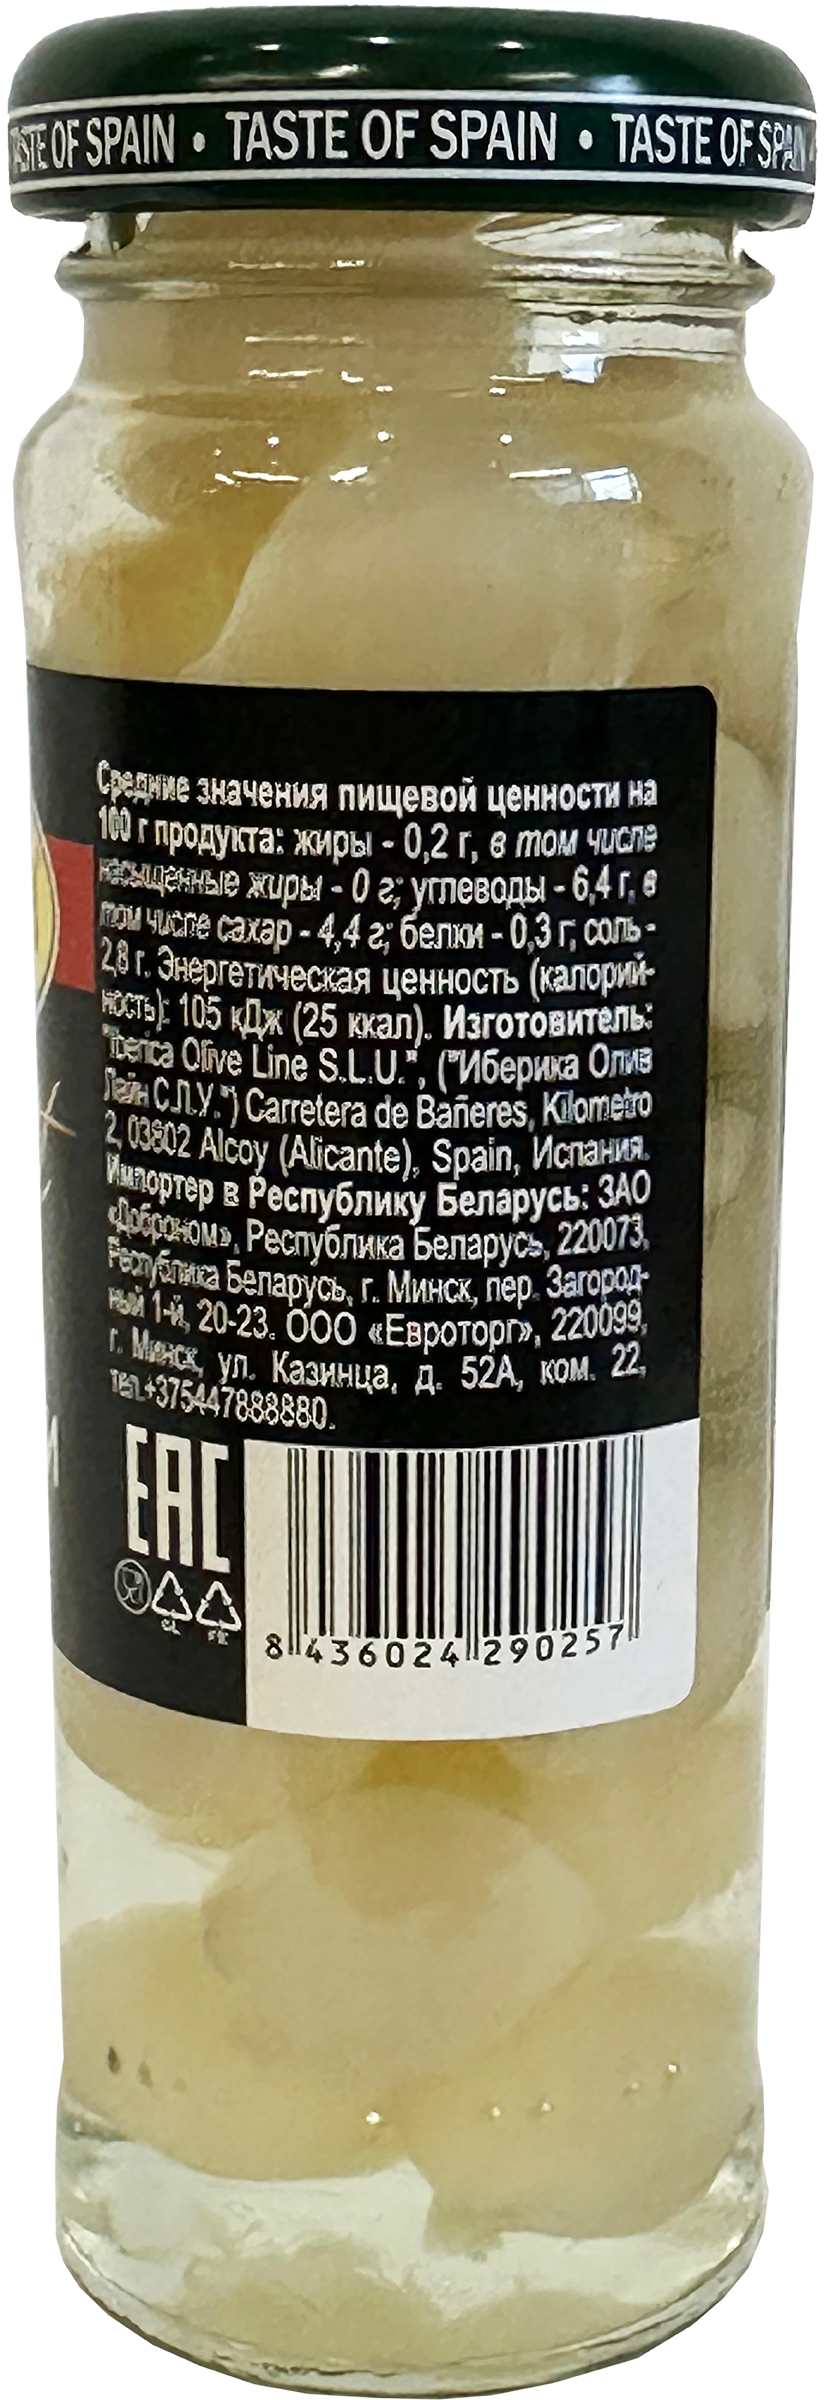 TASTE OF SPAIN • TASTE OF SPAIN • TASTE OF SPAIN
Средние значения пищевой ценности на
100 г продукта: жиры - 0,2 г, в том числе
насыщенные жиры - 0 г; углеводы - 6,4 г, в
том числе сахар - 4,4 г; белки - 0,3 г; соль -
2,8 г. Энергетическая ценность (калорий-
ность): 105 кДж (25 ккал). Изготовитель:
"Iberica Olive Line S.L.U.", ("Иберика Олив
Лайн С.Л.У.") Carretera de Bañeres, Kilometro
2, 03802 Alcoy (Alicante), Spain, Испания.
Импортер в Республику Беларусь: ЗАО
«Доброном», Республика Беларусь, 220073,
Республика Беларусь, г. Минск, пер. Загород-
ный 1-й, 20-23. ООО «Евроторг», 220099,
г. Минск, ул. Казинца, д. 52А, ком. 22,
тел.+375447888880.
EAC
GL FE
8 436024 290257